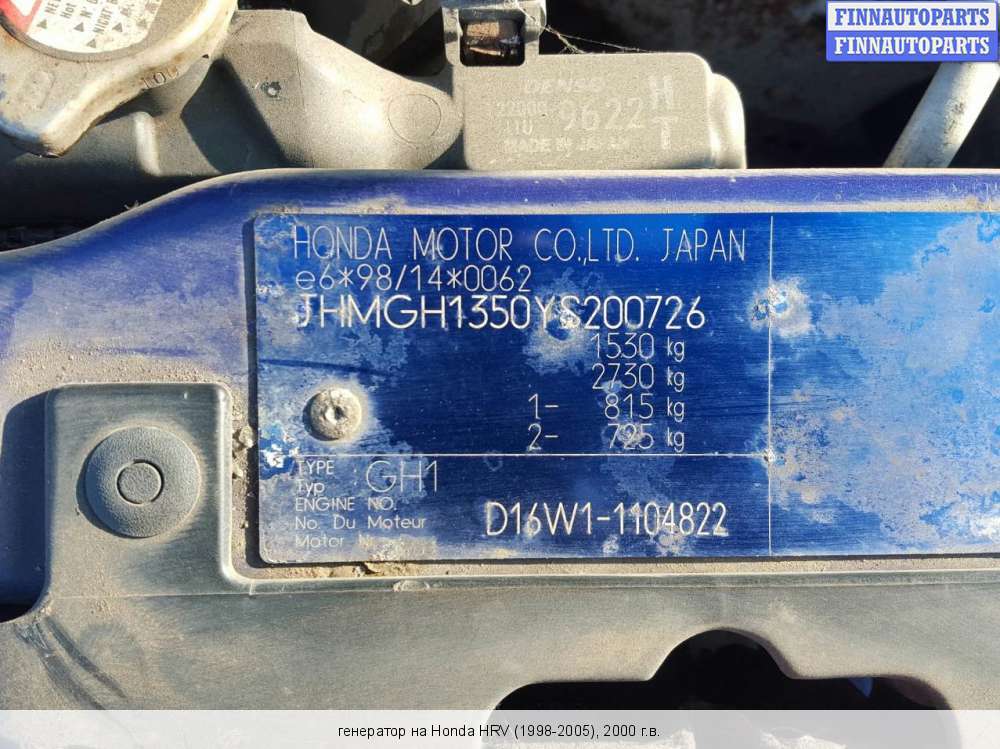 FINNAUTOPARTS
FINNAUTOPARTS
DENSO
9622 H
T
MADE IN JAPAN
HONDA MOTOR CO.,LTD. JAPAN
e6*98/14*0062
JHMGH1350YS200726
1530 kg
2730 kg
1- 815 kg
2- 725 kg
TYPE
Typ GH1
ENGINE NO.
No. Du Moteur D16W1-1104822
Motor Nr.
генератор на Honda HRV (1998-2005), 2000 г.в.